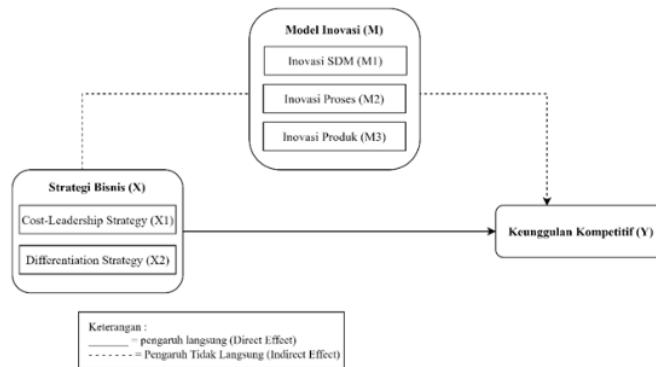 Model Inovasi (M)
Inovasi SDM (M1)
Inovasi Proses (M2)
Inovasi Produk (M3)
Strategi Bisnis (X)
Cost-Leadership Strategy (X1)
Differentiation Strategy (X2)
Keunggulan Kompetitif (Y)
Keterangan :
_______ = pengaruh langsung (Direct Effect)
- - - - - - - - = Pengaruh Tidak Langsung (Indirect Effect)